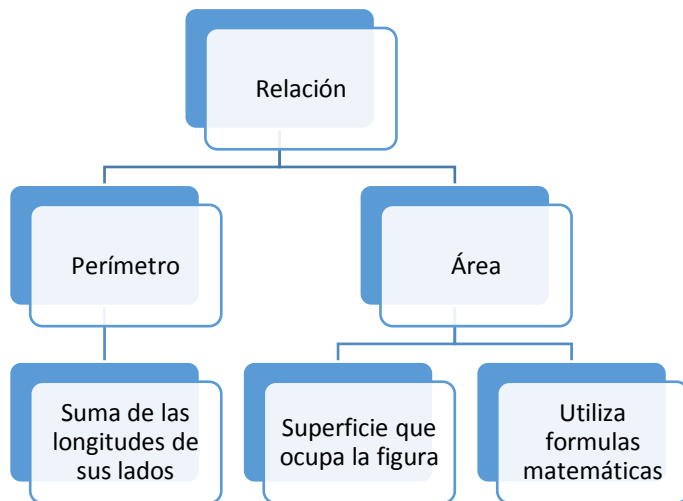 Relación
Perímetro
Área
Suma de las
longitudes de
sus lados
Superficie que
ocupa la figura
Utiliza
formulas
matemáticas